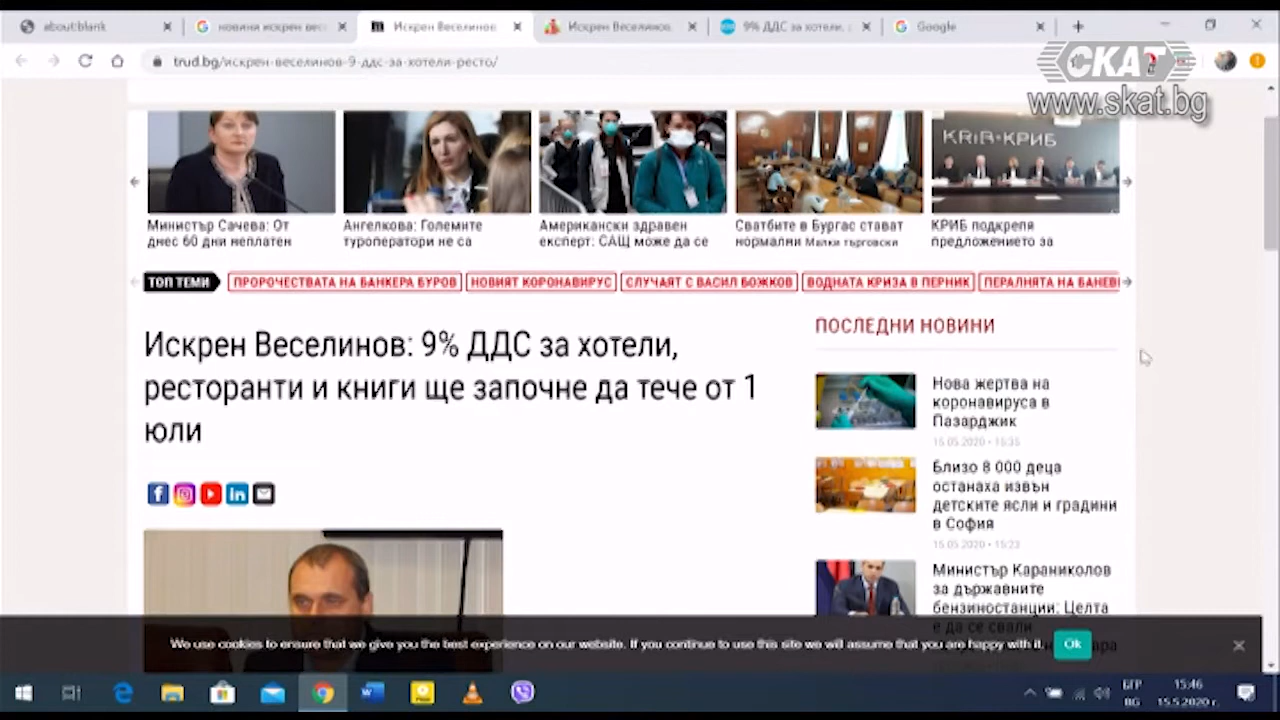 about:blank
новини искрен вес
Искрен Веселинов
Искрен Веселинов.
9% ДДС за хотели,
Google
trud.bg/искрен-веселинов-9-ддс-за-хотели-ресто/
СКАТ
www.skat.bg
KRIB-КРИБ
Министър Сачева: От
днес 60 дни неплатен
Ангелкова: Големите
туроператори не са
Американски здравен
експерт: САЩ може да се
Сватбите в Бургас стават
нормални Малки търговски
КРИБ подкрепя
предложението за
ТОП ТЕМИ
ПРОРОЧЕСТВАТА НА БАНКЕРА БУРОВ
НОВИЯТ КОРОНАВИРУС
СЛУЧАЯТ С ВАСИЛ БОЖКОВ
ВОДНАТА КРИЗА В ПЕРНИК
ПЕРАЛНЯТА НА БАНЕВ
Искрен Веселинов: 9% ДДС за хотели,
ресторанти и книги ще започне да тече от 1
юли
ПОСЛЕДНИ НОВИНИ
Нова жертва на
коронавируса в
Пазарджик
15.05.2020 • 15:35
Близо 8 000 деца
останаха извън
детските ясли и градини
в София
15.05.2020 • 15:23
Министър Караниколов
за държавните
бензиностанции: Целта
е да се свали
We use cookies to ensure that we give you the best experience on our website. If you continue to use this site we will assume that you are happy with it.
Ok
БГР
BG
15:46
15.5.2020 г.